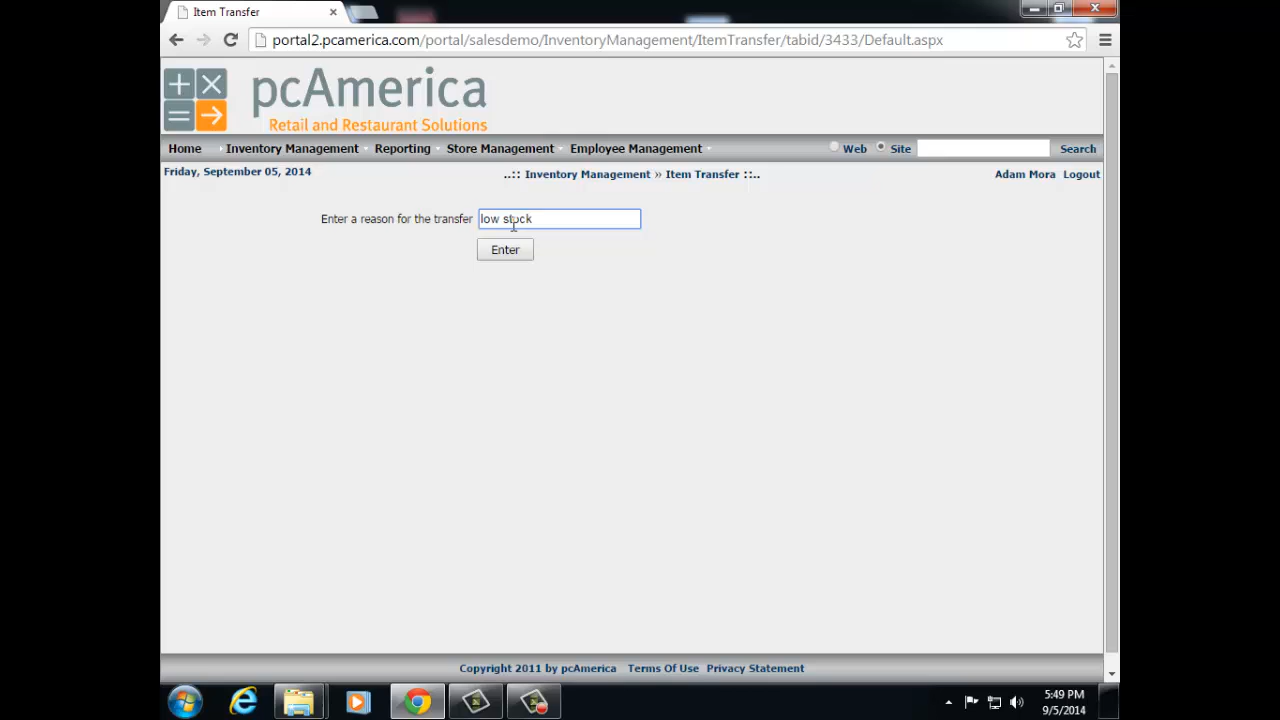 Item Transfer
portal2.pcamerica.com/portal/salesdemo/InventoryManagement/ItemTransfer/tabid/3433/Default.aspx
pcAmerica
Retail and Restaurant Solutions
Home Inventory Management Reporting Store Management Employee Management Web Site Search
Friday, September 05, 2014 ..:: Inventory Management » Item Transfer ::.. Adam Mora Logout
Enter a reason for the transfer low stock
Enter
Copyright 2011 by pcAmerica Terms Of Use Privacy Statement
5:49 PM
9/5/2014